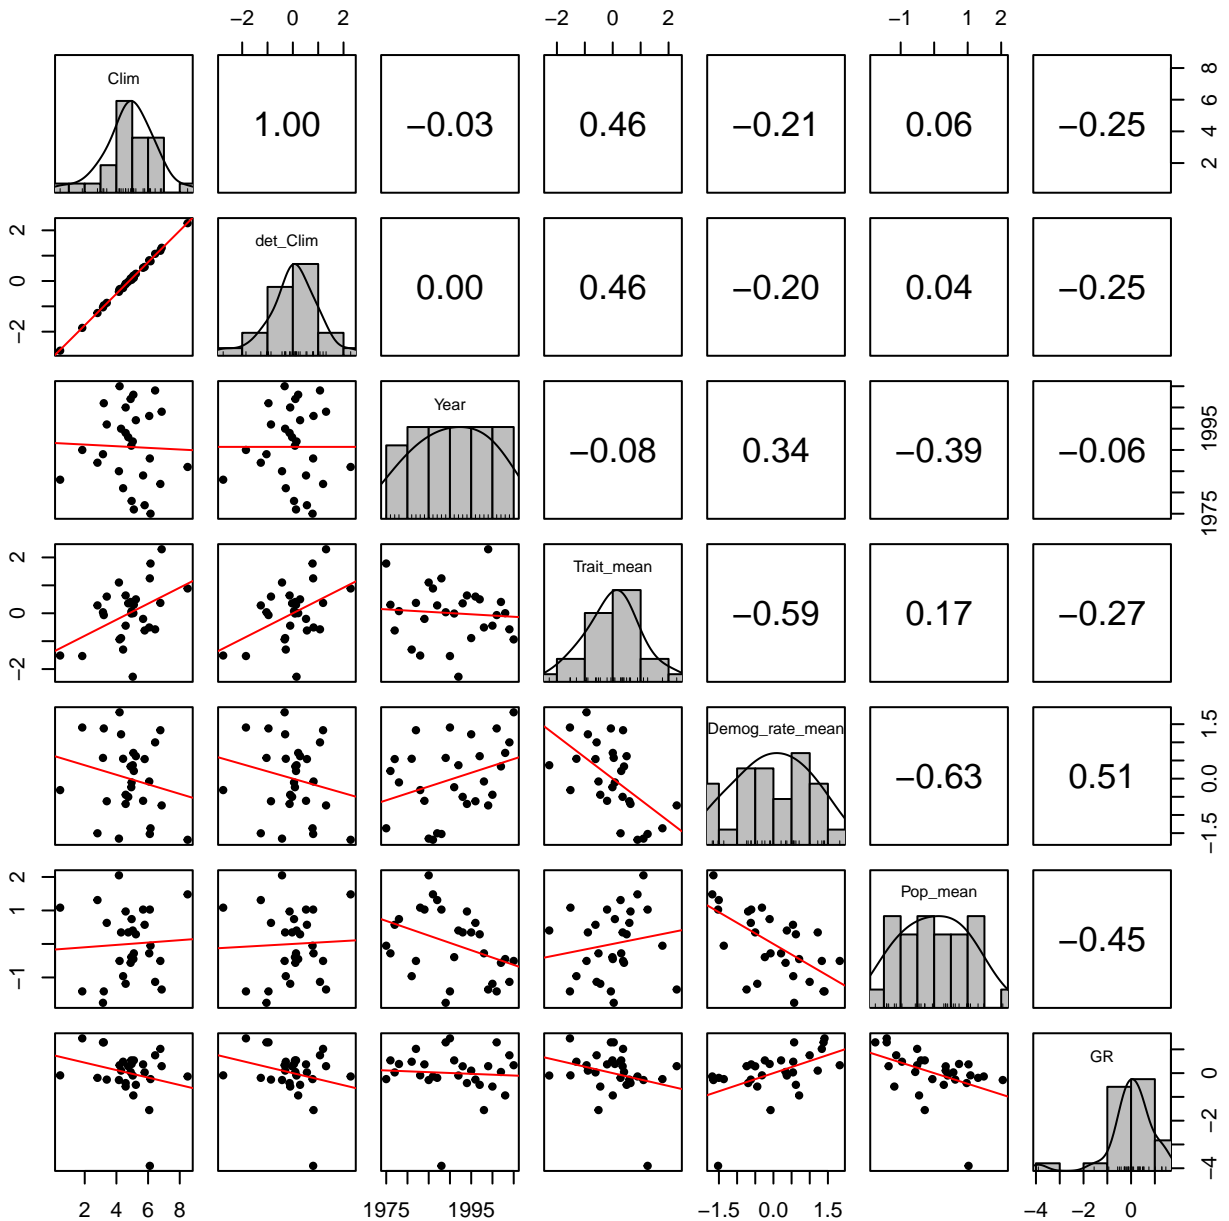 −2 0 2 −2 0 2 −1 1 2
Clim
1.00 −0.03 0.46 −0.21 0.06 −0.25
2 4 6 8
det_Clim
−2 0 2
0.00 0.46 −0.20 0.04 −0.25
Year
−0.08 0.34 −0.39 −0.06
1975 1995
Trait_mean
−2 0 2
−0.59 0.17 −0.27
Demog_rate_mean
−0.63 0.51
−1.5 0.0 1.5
Pop_mean
−1 1 2
−0.45
GR
−4 −2 0
2 4 6 8 1975 1995 −1.5 0.0 1.5 −4 −2 0